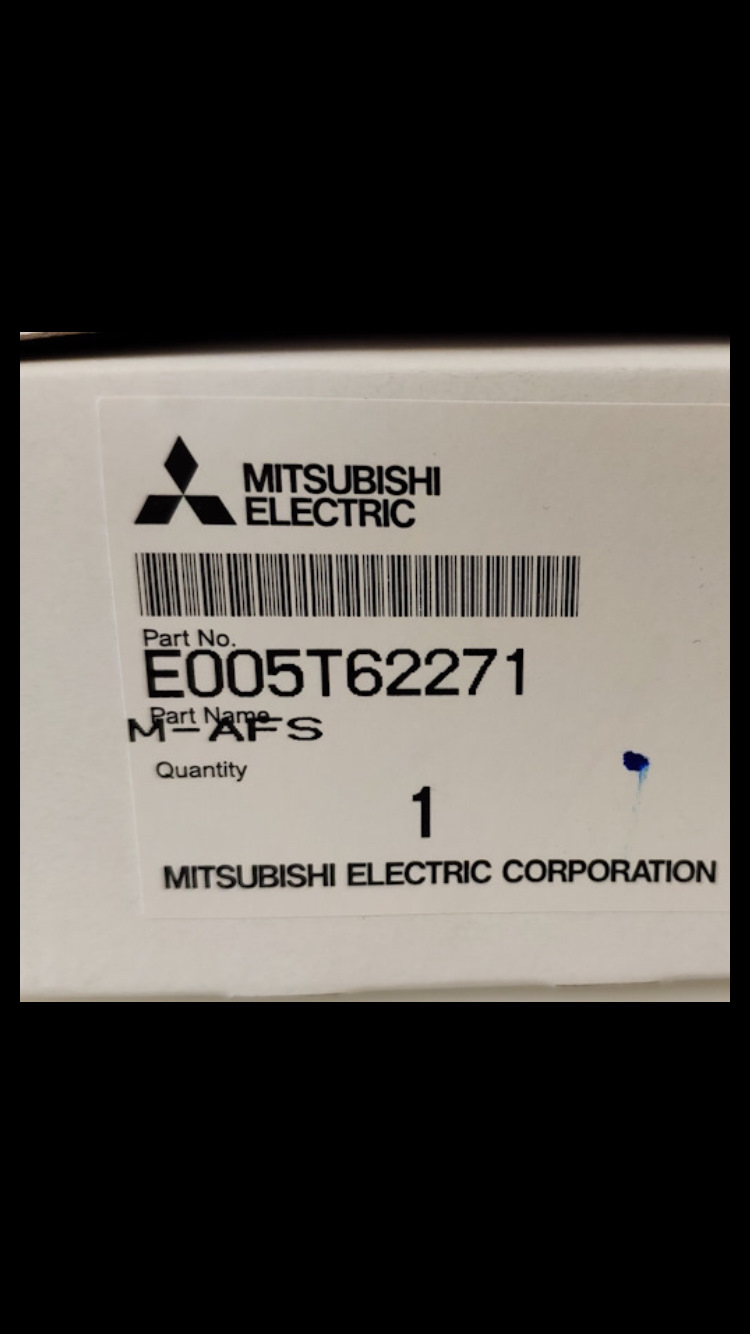 MITSUBISHI
ELECTRIC
Part No.
E005T62271
Part Name
M-AFS
Quantity
1
MITSUBISHI ELECTRIC CORPORATION